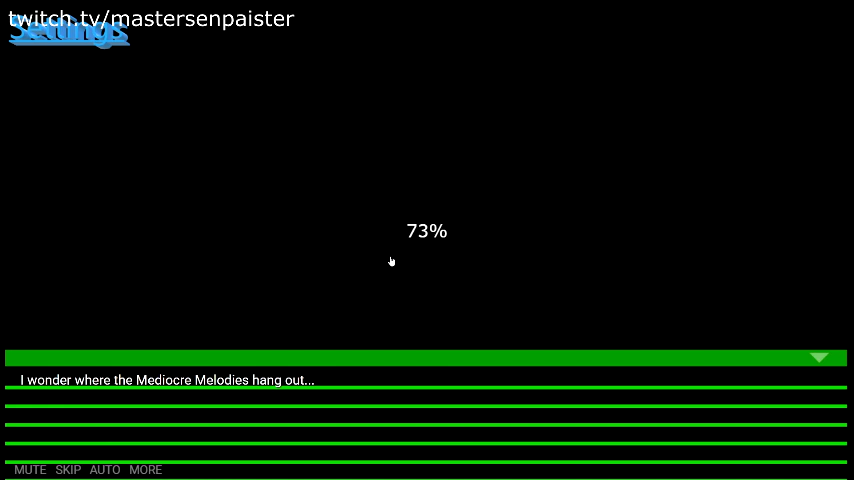 twitch.tv/mastersenpaister
Settings
73%
I wonder where the Mediocre Melodies hang out...
MUTE SKIP AUTO MORE